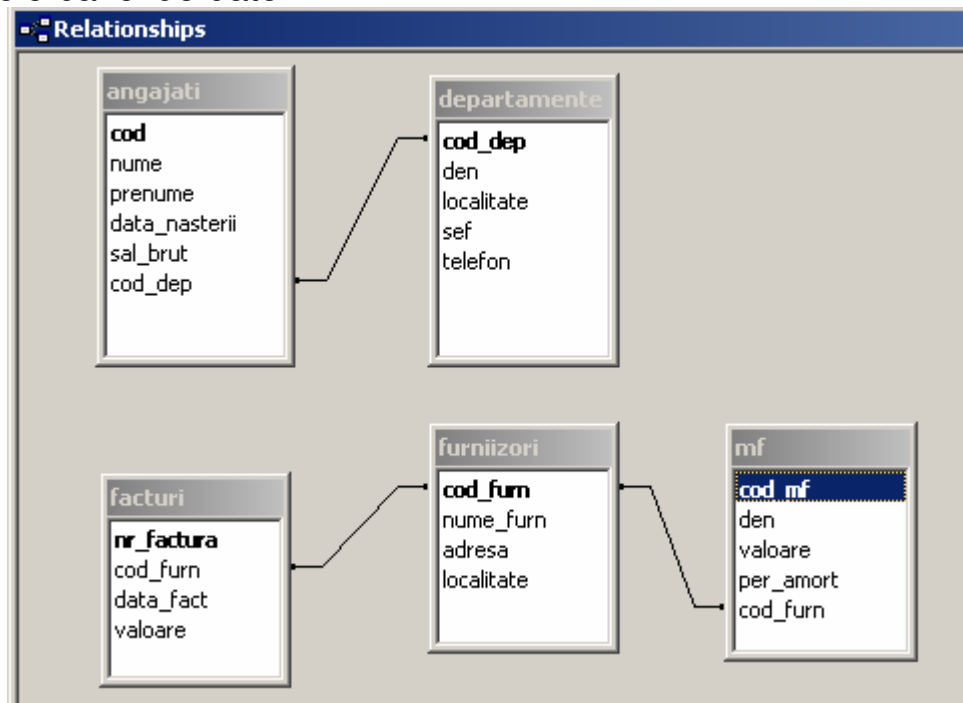 Relationships
angajati
cod
nume
prenume
data_nasterii
sal_brut
cod_dep
departamente
cod_dep
den
localitate
sef
telefon
facturi
nr_factura
cod_furn
data_fact
valoare
furniizori
cod_furn
nume_furn
adresa
localitate
mf
cod_mf
den
valoare
per_amort
cod_furn